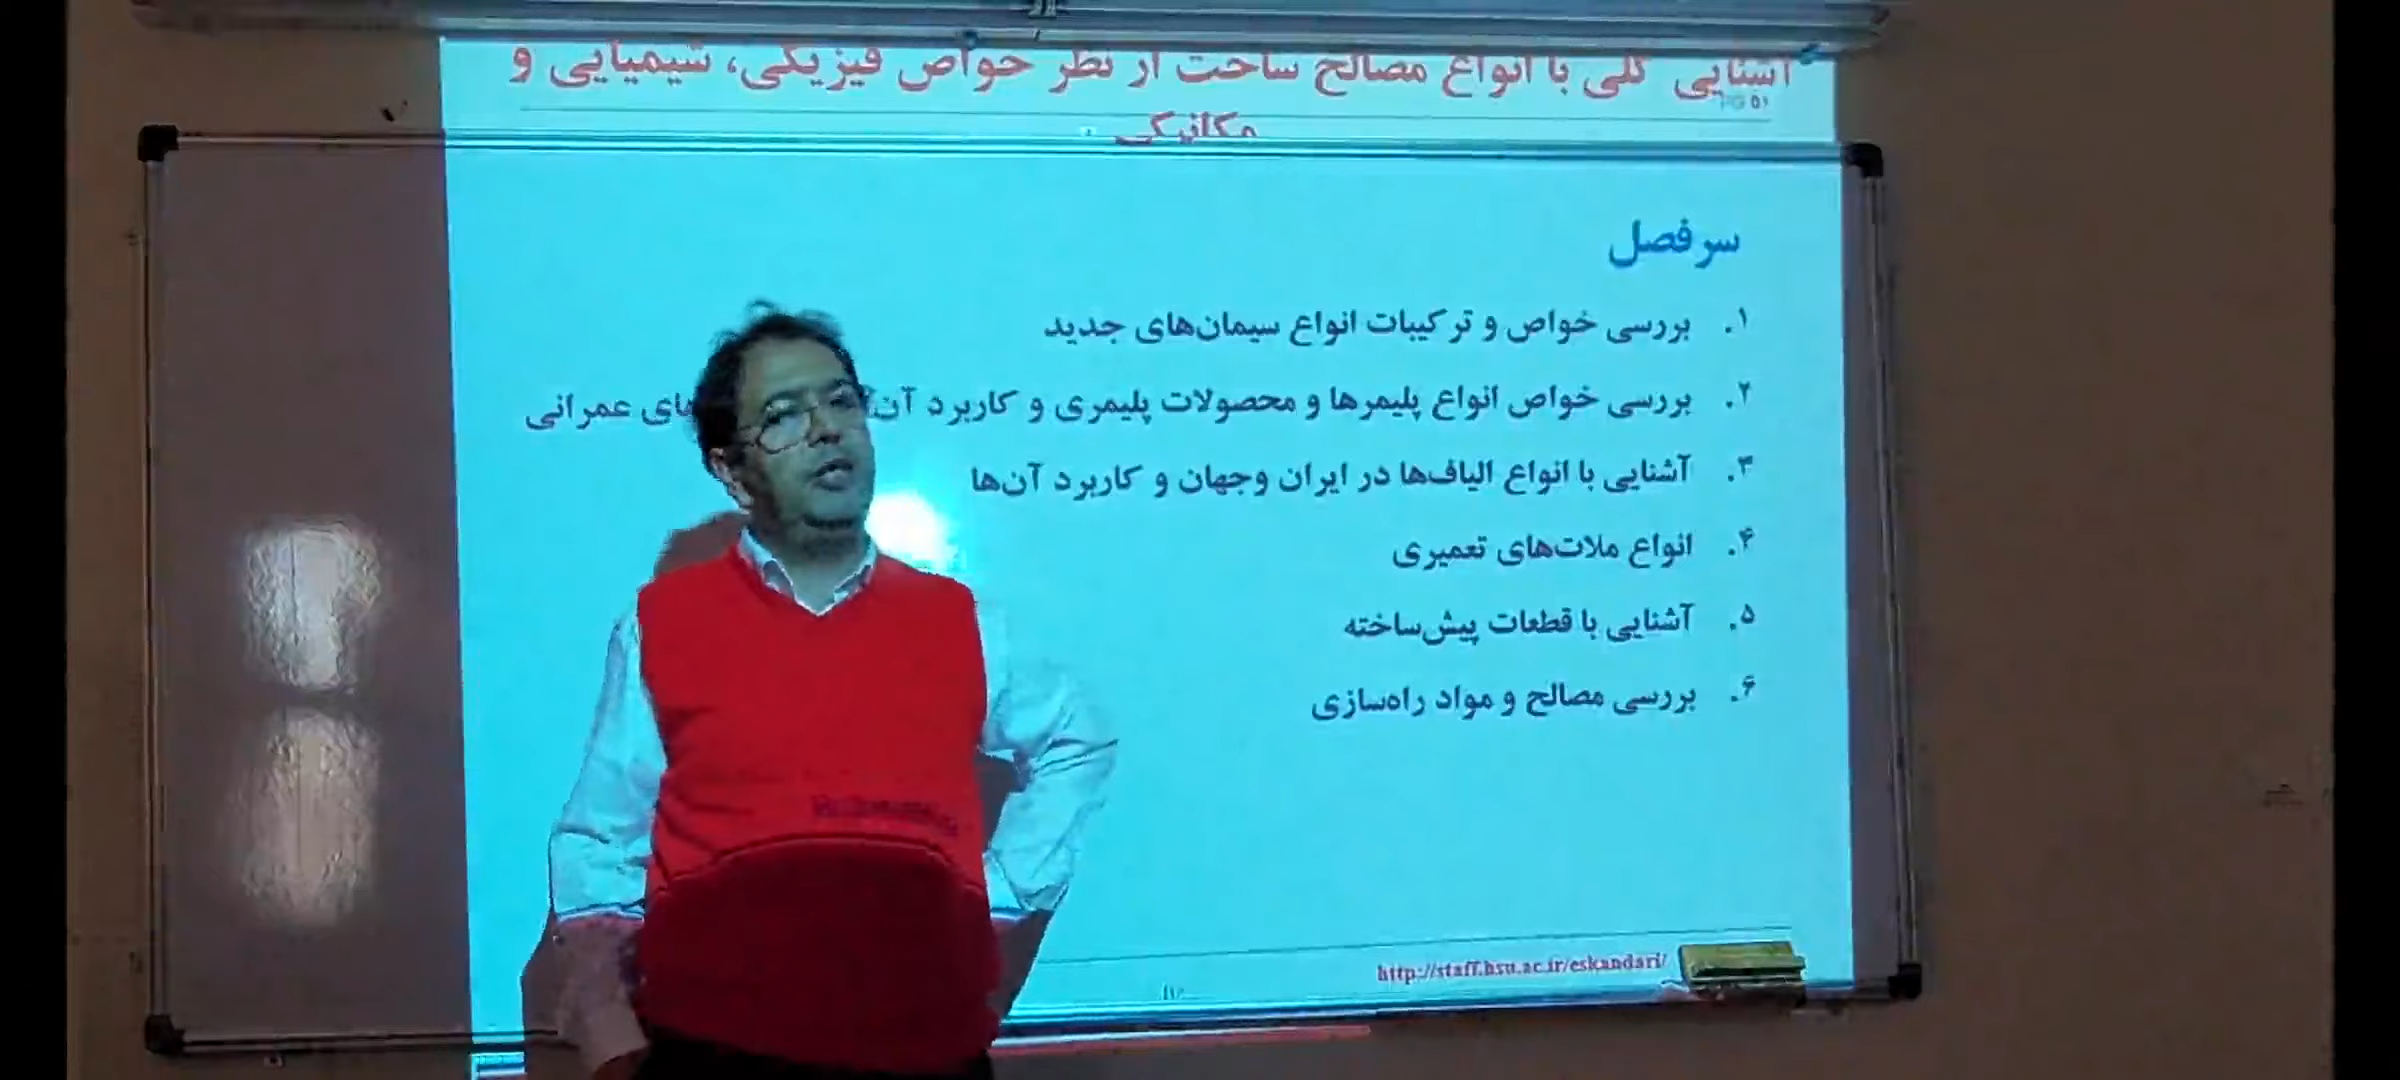 آشنایی کلی با انواع مصالح ساخت از نظر خواص فیزیکی، شیمیایی و
مکانیکی
سرفصل
۱. بررسی خواص و ترکیبات انواع سیمان‌های جدید
۲. بررسی خواص انواع پلیمرها و محصولات پلیمری و کاربرد عمرانی
۳. آشنایی با انواع الیاف‌ها در ایران وجهان و کاربرد آن‌ها
۴. انواع ملات‌های تعمیری
۵. آشنایی با قطعات پیش‌ساخته
۶. بررسی مصالح و مواد راه‌سازی
http://staff.hsu.ac.ir/eskandari/